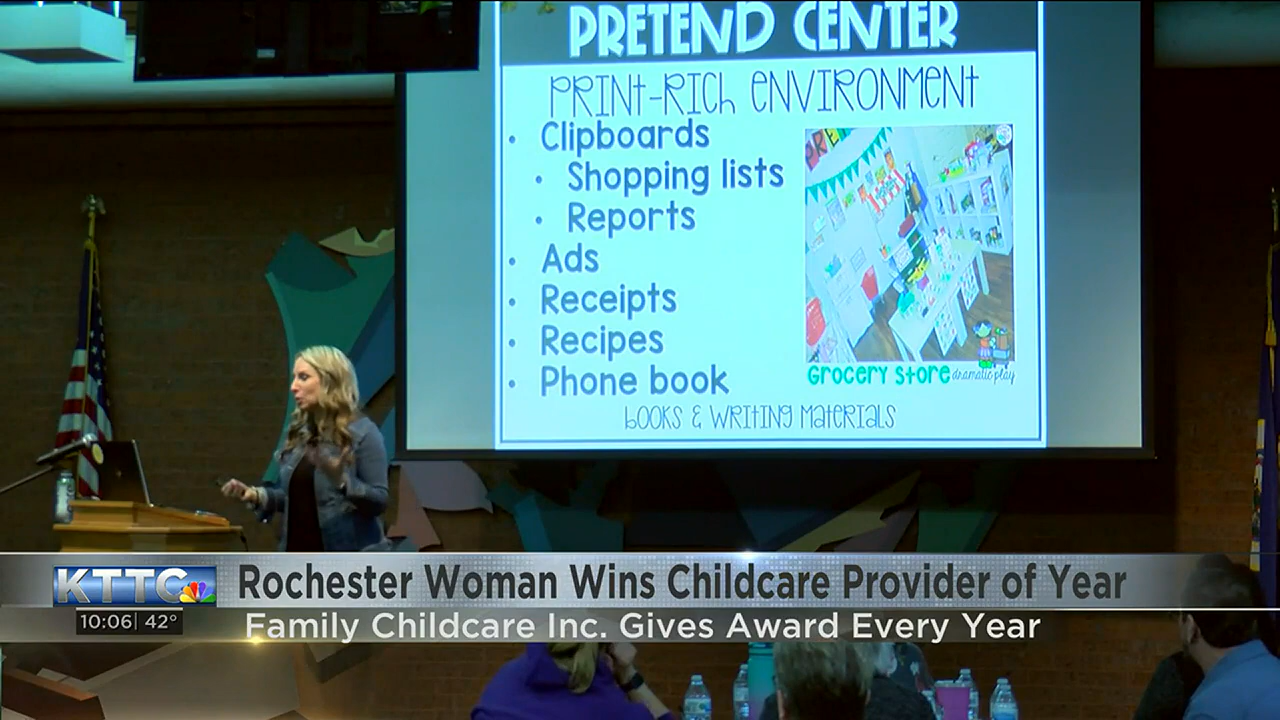 PRETEND CENTER
PRINt-RICH ENVIRONMENT
• Clipboards
• Shopping lists
• Reports
• Ads
• Receipts
• Recipes
• Phone book
GROCERY STORE dramatic play
BOOKS & WRITING MATERIALS
KTTC
Rochester Woman Wins Childcare Provider of Year
10:06 | 42°
Family Childcare Inc. Gives Award Every Year